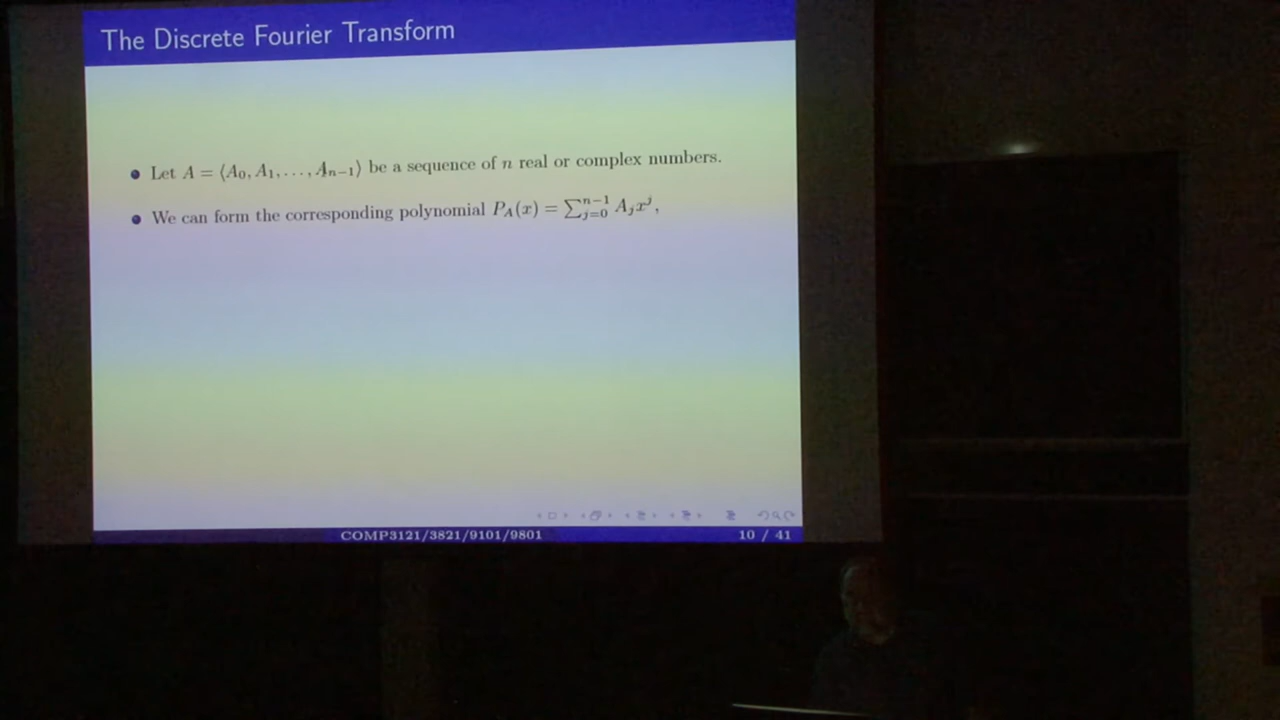 The Discrete Fourier Transform
Let A = ⟨A₀, A₁, . . . , Aₙ₋₁⟩ be a sequence of n real or complex numbers.
We can form the corresponding polynomial P_A(x) = ∑_{j=0}^{n−1} A_j x^j,
COMP3121/3821/9101/9801
10 / 41